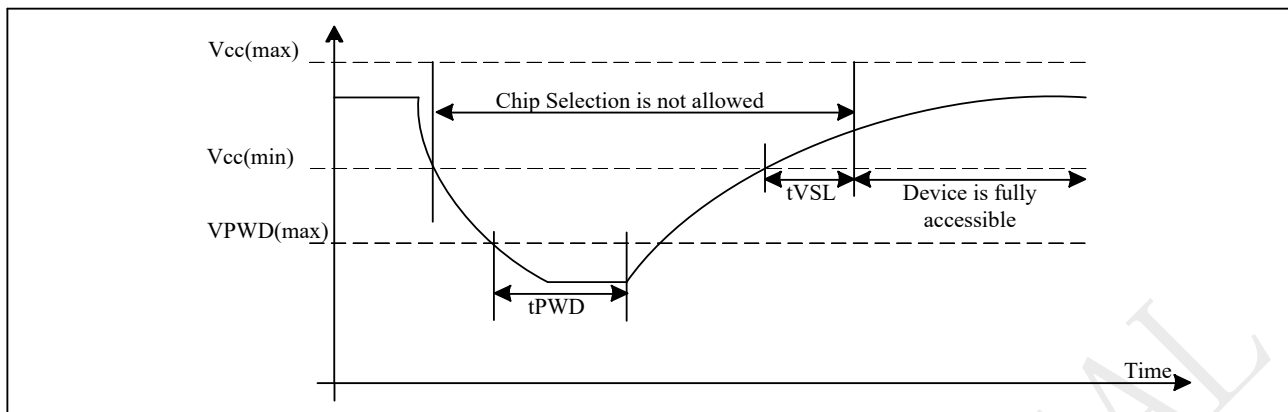 Vcc(max)
Chip Selection is not allowed
Vcc(min)
tVSL
Device is fully
accessible
VPWD(max)
tPWD
Time